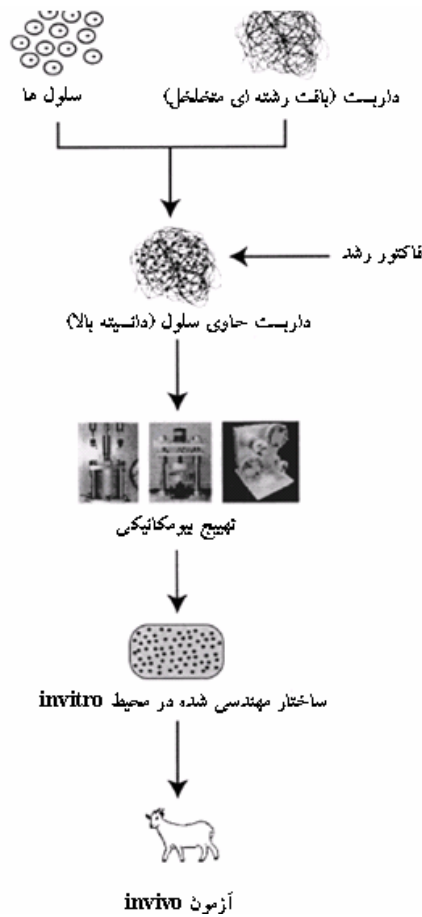 داربست (بافت رشته ای متخلخل)
سلول ها
فاکتور رشد
داربست حاوی سلول (دانسیته بالا)
تهییج بیومکانیکی
ساختار مهندسی شده در محیط invitro
آزمون invivo